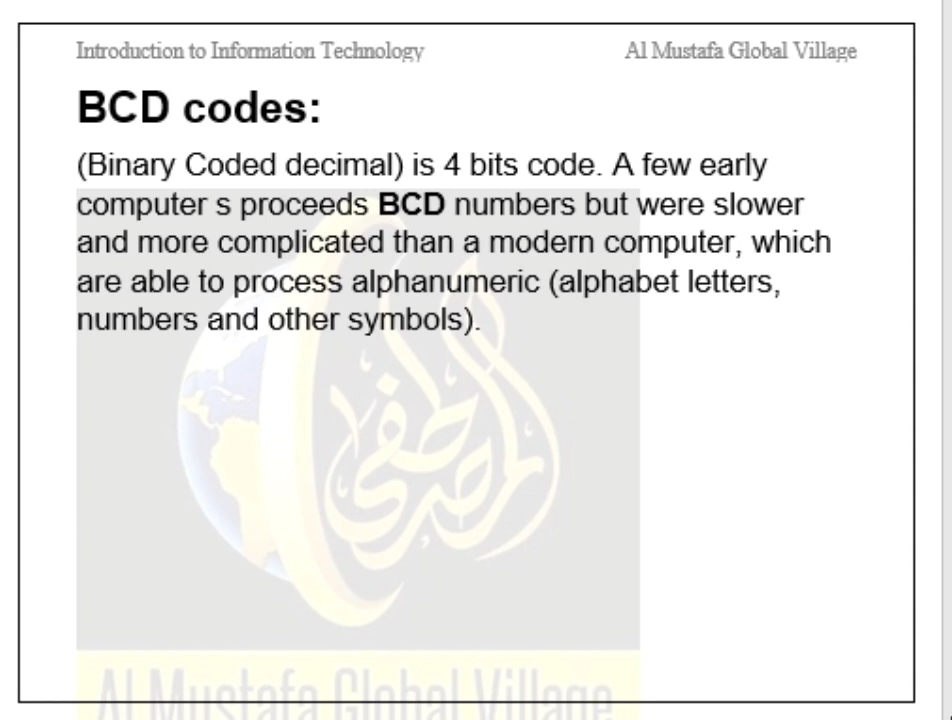 Introduction to Information Technology Al Mustafa Global Village
BCD codes:
(Binary Coded decimal) is 4 bits code. A few early
computer s proceeds BCD numbers but were slower
and more complicated than a modern computer, which
are able to process alphanumeric (alphabet letters,
numbers and other symbols).
المصطفى
Al Mustafa Global Village